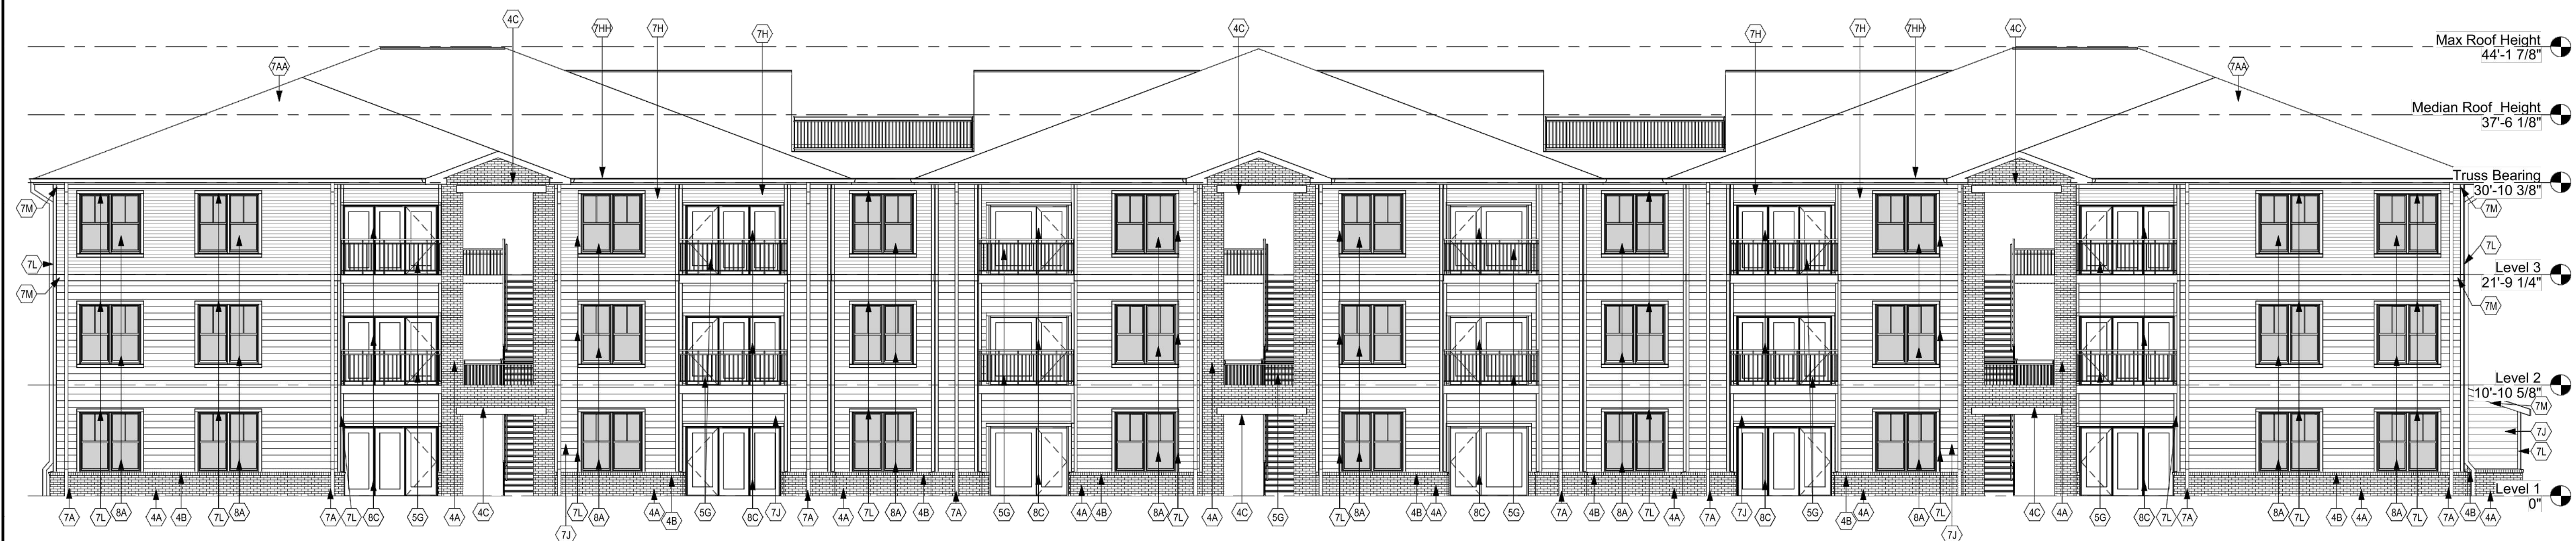 4C
7HH
7H
7H
4C
7H
7H
7HH
4C
Max Roof Height
44'-1 7/8"
7AA
7AA
Median Roof Height
37'-6 1/8"
Truss Bearing
30'-10 3/8"
7M
7M
7L
7L
Level 3
21'-9 1/4"
7M
7M
Level 2
10'-10 5/8"
7M
7J
7L
Level 1
0"
7A
7L
8A
4A
4B
7L
8A
7A
7L
8C
5G
4A
4C
7J
7L
8A
4A
4B
5G
8C
7J
7A
4A
7L
8A
4B
7A
5G
8C
4A
4B
8A
7L
4A
4C
5G
7L
8A
4B
4A
8C
5G
7A
4B
8A
7L
4A
7A
7J
8C
5G
4B
4A
8A
7L
7J
4C
4A
5G
8C
7L
7A
8A
7L
4B
4A
8A
7L
7A
4B
4A